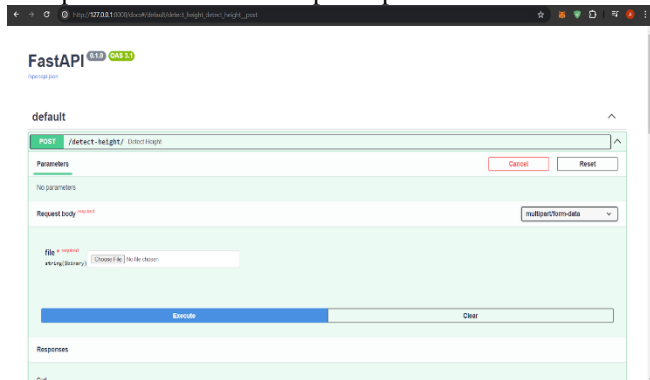 http://127.0.0.1:8000/docs#/default/detect_height_detect_height__post
FastAPI 0.1.0 OAS 3.1
/openapi.json
default
POST /detect-height/ Detect Height
Parameters Cancel Reset
No parameters
Request body required multipart/form-data
file * required
string($binary) Choose File No file chosen
Execute Clear
Responses